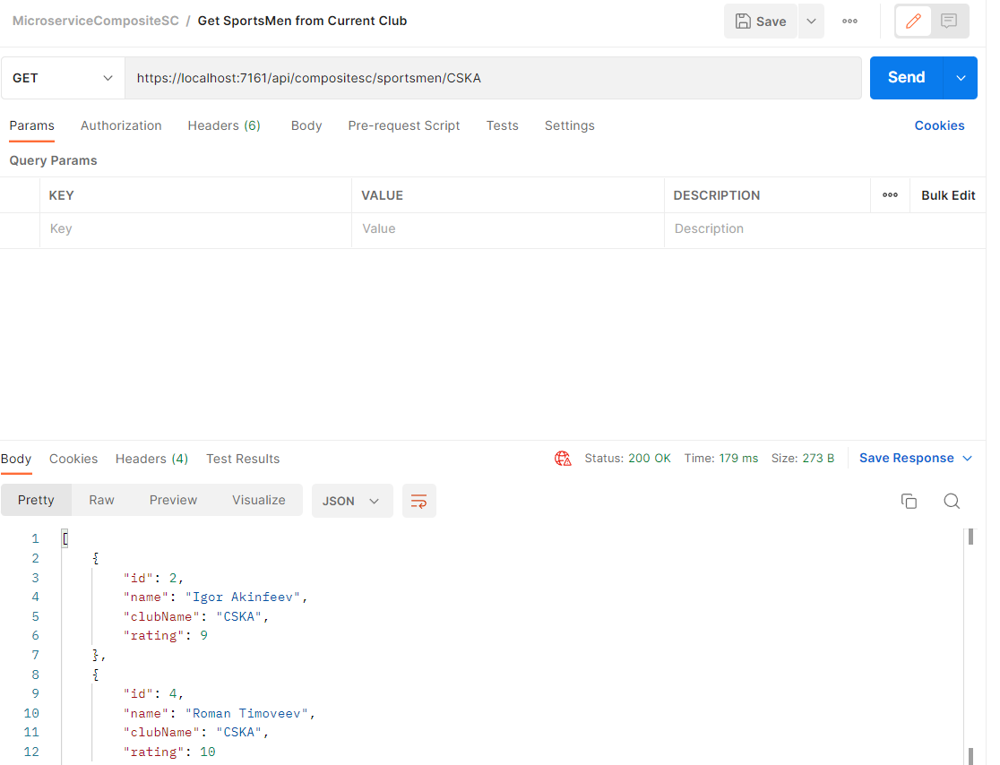 MicroserviceCompositeSC / Get SportsMen from Current Club Save
GET https://localhost:7161/api/compositesc/sportsmen/CSKA Send
Params Authorization Headers (6) Body Pre-request Script Tests Settings Cookies
Query Params
KEY VALUE DESCRIPTION Bulk Edit
Key Value Description
Body Cookies Headers (4) Test Results Status: 200 OK Time: 179 ms Size: 273 B Save Response
Pretty Raw Preview Visualize JSON
1 [
2 {
3 "id": 2,
4 "name": "Igor Akinfeev",
5 "clubName": "CSKA",
6 "rating": 9
7 },
8 {
9 "id": 4,
10 "name": "Roman Timoveev",
11 "clubName": "CSKA",
12 "rating": 10